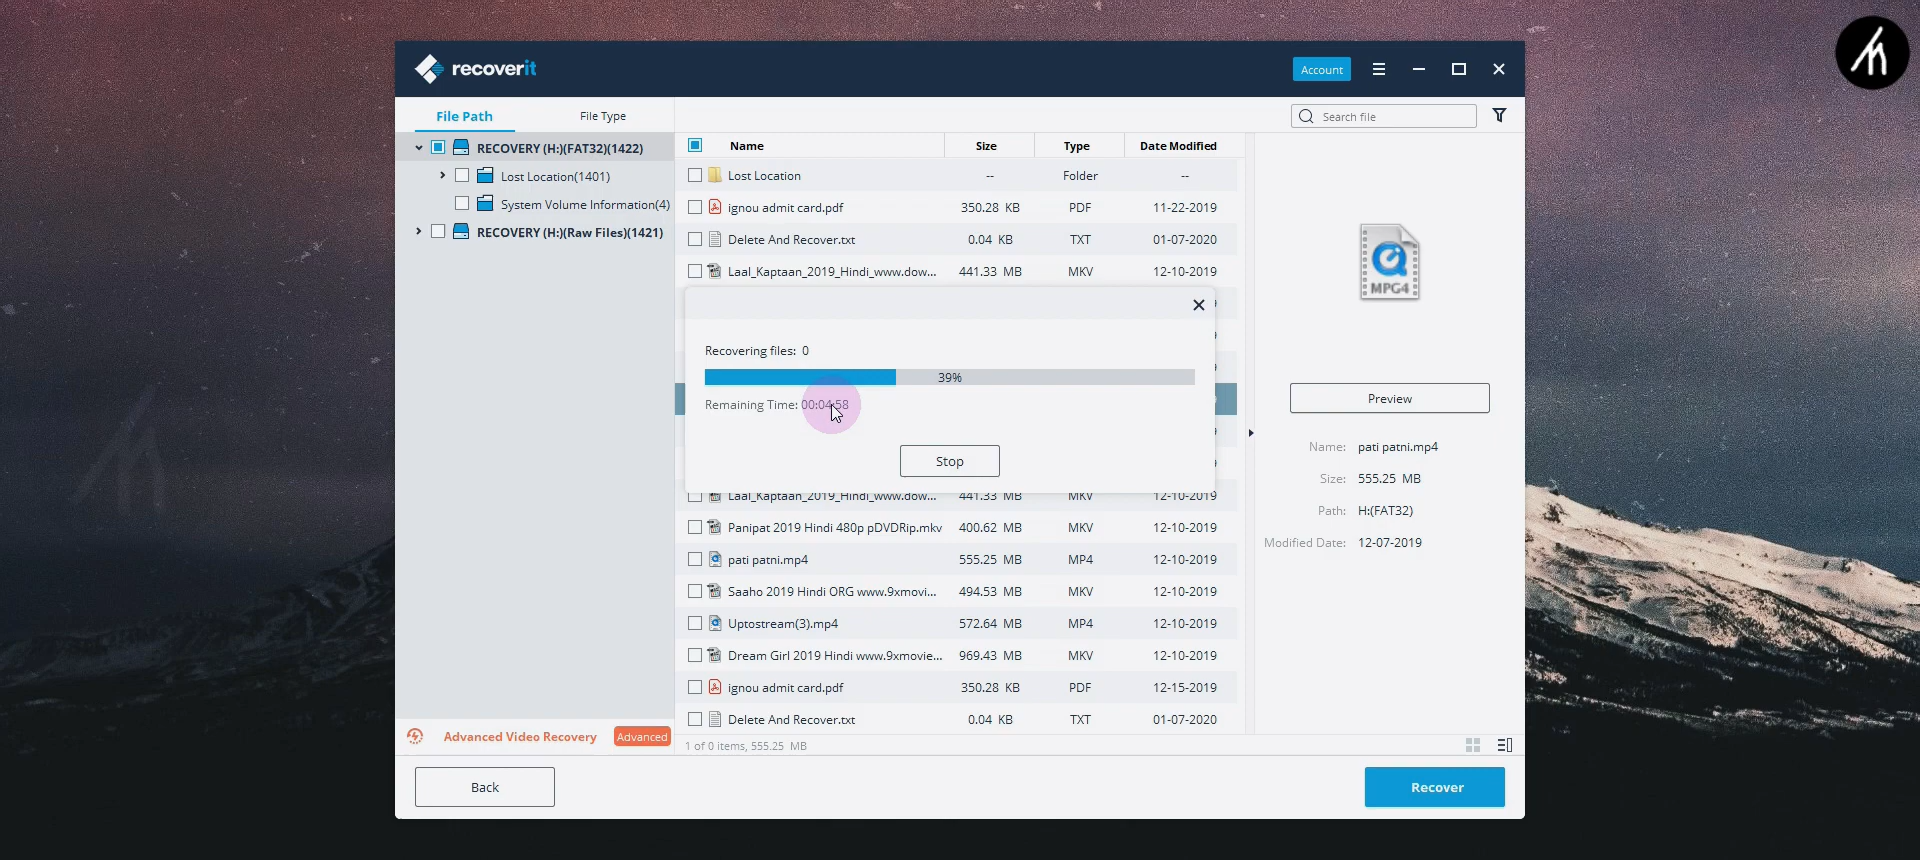 recoverit
Account
File Path
File Type
Search file
RECOVERY (H:)(FAT32)(1422)
Lost Location(1401)
System Volume Information(4)
RECOVERY (H:)(Raw Files)(1421)
Name Size Type Date Modified
Lost Location -- Folder --
ignou admit card.pdf 350.28 KB PDF 11-22-2019
Delete And Recover.txt 0.04 KB TXT 01-07-2020
Laal_Kaptaan_2019_Hindi_www.dow... 441.33 MB MKV 12-10-2019
Recovering files: 0
39%
Remaining Time: 00:04:58
Stop
Laal_Kaptaan_2019_Hindi_www.dow... 441.33 MB MKV 12-10-2019
Panipat 2019 Hindi 480p pDVDRip.mkv 400.62 MB MKV 12-10-2019
pati patni.mp4 555.25 MB MP4 12-10-2019
Saaho 2019 Hindi ORG www.9xmovi... 494.53 MB MKV 12-10-2019
Uptostream(3).mp4 572.64 MB MP4 12-10-2019
Dream Girl 2019 Hindi www.9xmovie... 969.43 MB MKV 12-10-2019
ignou admit card.pdf 350.28 KB PDF 12-15-2019
Delete And Recover.txt 0.04 KB TXT 01-07-2020
MPG4
Preview
Name: pati patni.mp4
Size: 555.25 MB
Path: H:(FAT32)
Modified Date: 12-07-2019
Advanced Video Recovery Advanced
1 of 0 items, 555.25 MB
Back
Recover